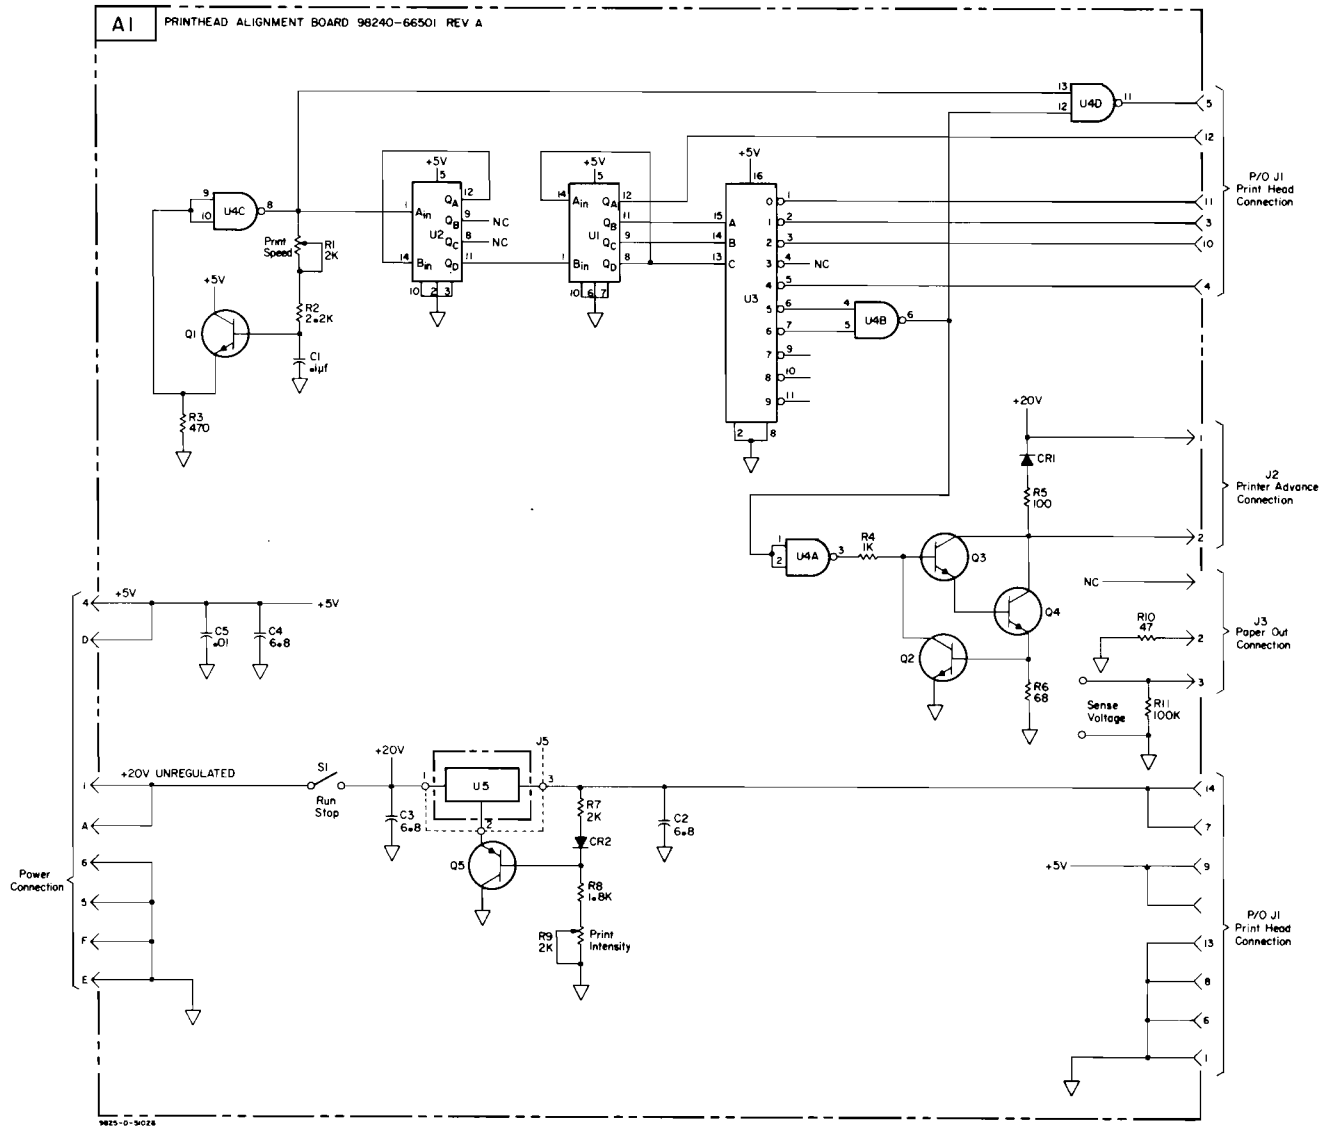 A1
PRINTHEAD ALIGNMENT BOARD 98240-66501 REV A
13
12
U4D
11
5
12
P/O J1
Print Head
Connection
11
3
10
4
9
10
U4C
8
Print
Speed
R1
2K
+5V
Q1
R2
2.2K
C1
.1µf
R3
470
+5V
5
12
QA
1
Ain
9
QB
NC
U2
8
QC
NC
14
Bin
QD
11
10
2
3
+5V
5
14
Ain
QA
12
QB
11
U1
QC
9
1
Bin
QD
8
10
6
7
+5V
16
0
1
15
A
1
2
14
B
2
3
13
C
3
4
NC
4
5
U3
5
6
6
7
7
9
8
10
9
11
2
8
4
5
U4B
6
+20V
CR1
R5
100
1
J2
Printer Advance
Connection
2
1
2
U4A
3
R4
1K
Q3
Q4
Q2
R6
68
NC
R10
47
2
J3
Paper Out
Connection
3
Sense
Voltage
R11
100K
4
+5V
+5V
D
C5
.01
C4
6.8
1
+20V UNREGULATED
S1
Run
Stop
+20V
C3
6.8
1
U5
J5
3
2
R7
2K
CR2
C2
6.8
Q5
R8
1.8K
R9
2K
Print
Intensity
A
6
5
F
E
Power
Connection
14
7
+5V
9
13
8
6
1
P/O J1
Print Head
Connection
9825-D-51028